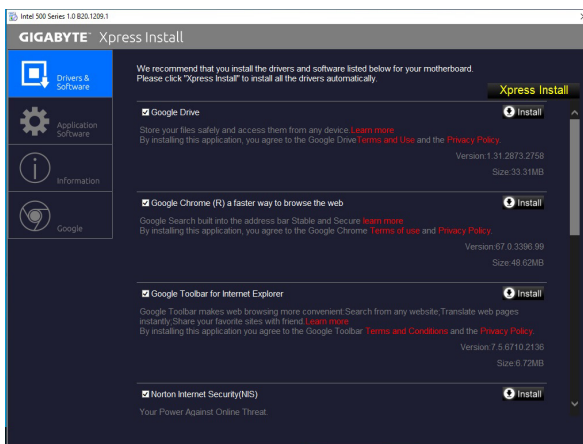 Intel 500 Series 1.0 B20.1209.1
GIGABYTE™ Xpress Install
Drivers &
Software
Application
Software
Information
Google
We recommend that you install the drivers and software listed below for your motherboard.
Please click "Xpress Install" to install all the drivers automatically.
Xpress Install
Google Drive
Install
Store your files safely and access them from any device.Learn more
By installing this application, you agree to the Google DriveTerms and Use and the Privacy Policy.
Version:1.31.2873.2758
Size:33.31MB
Google Chrome (R) a faster way to browse the web
Install
Google Search built into the address bar Stable and Secure learn more
By installing this application, you agree to the Google Chrome Terms of use and Privacy Policy.
Version:67.0.3396.99
Size:48.62MB
Google Toolbar for Internet Explorer
Install
Google Toolbar makes web browsing more convenient:Search from any website,Translate web pages
instantly;Share your favorite sites with friend.Learn more
By installing this application you agree to the Google Toolbar Terms and Conditions and the Privacy Policy.
Version:7.5.6710.2136
Size:6.72MB
Norton Internet Security(NIS)
Install
Your Power Against Online Threat.